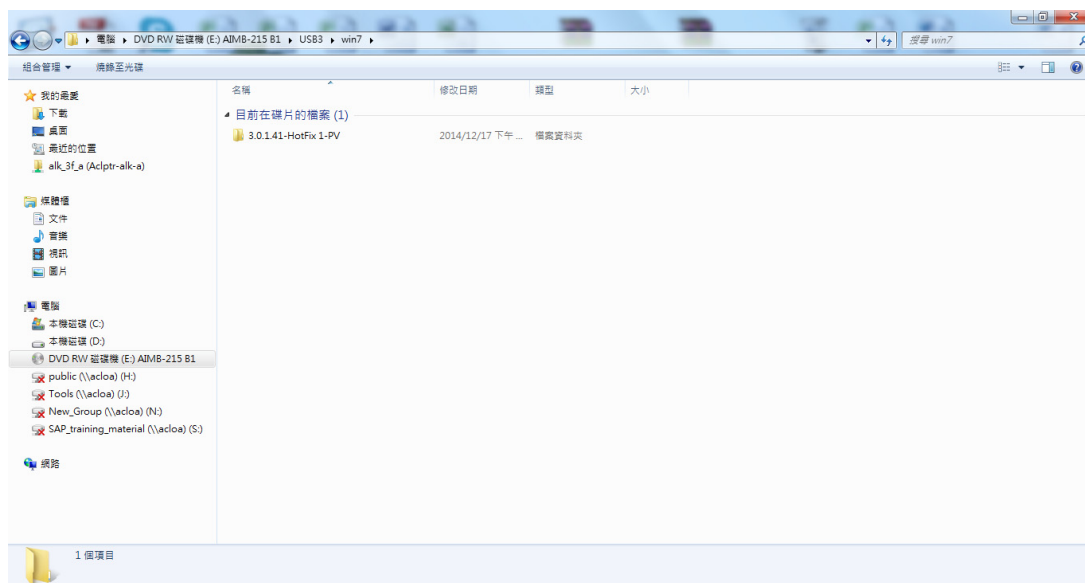 電腦 ▸ DVD RW 磁碟機 (E:) AIMB-215 B1 ▸ USB3 ▸ win7 ▸
搜尋 win7
組合管理 ▾ 燒錄至光碟
我的最愛
下載
桌面
最近的位置
alk_3f_a (Aclptr-alk-a)
媒體櫃
文件
音樂
視訊
圖片
電腦
本機磁碟 (C:)
本機磁碟 (D:)
DVD RW 磁碟機 (E:) AIMB-215 B1
public (\\acloa) (H:)
Tools (\\acloa) (J:)
New_Group (\\acloa) (N:)
SAP_training_material (\\acloa) (S:)
網路
名稱 修改日期 類型 大小
目前在碟片的檔案 (1)
3.0.1.41-HotFix 1-PV 2014/12/17 下午 ... 檔案資料夾
1 個項目